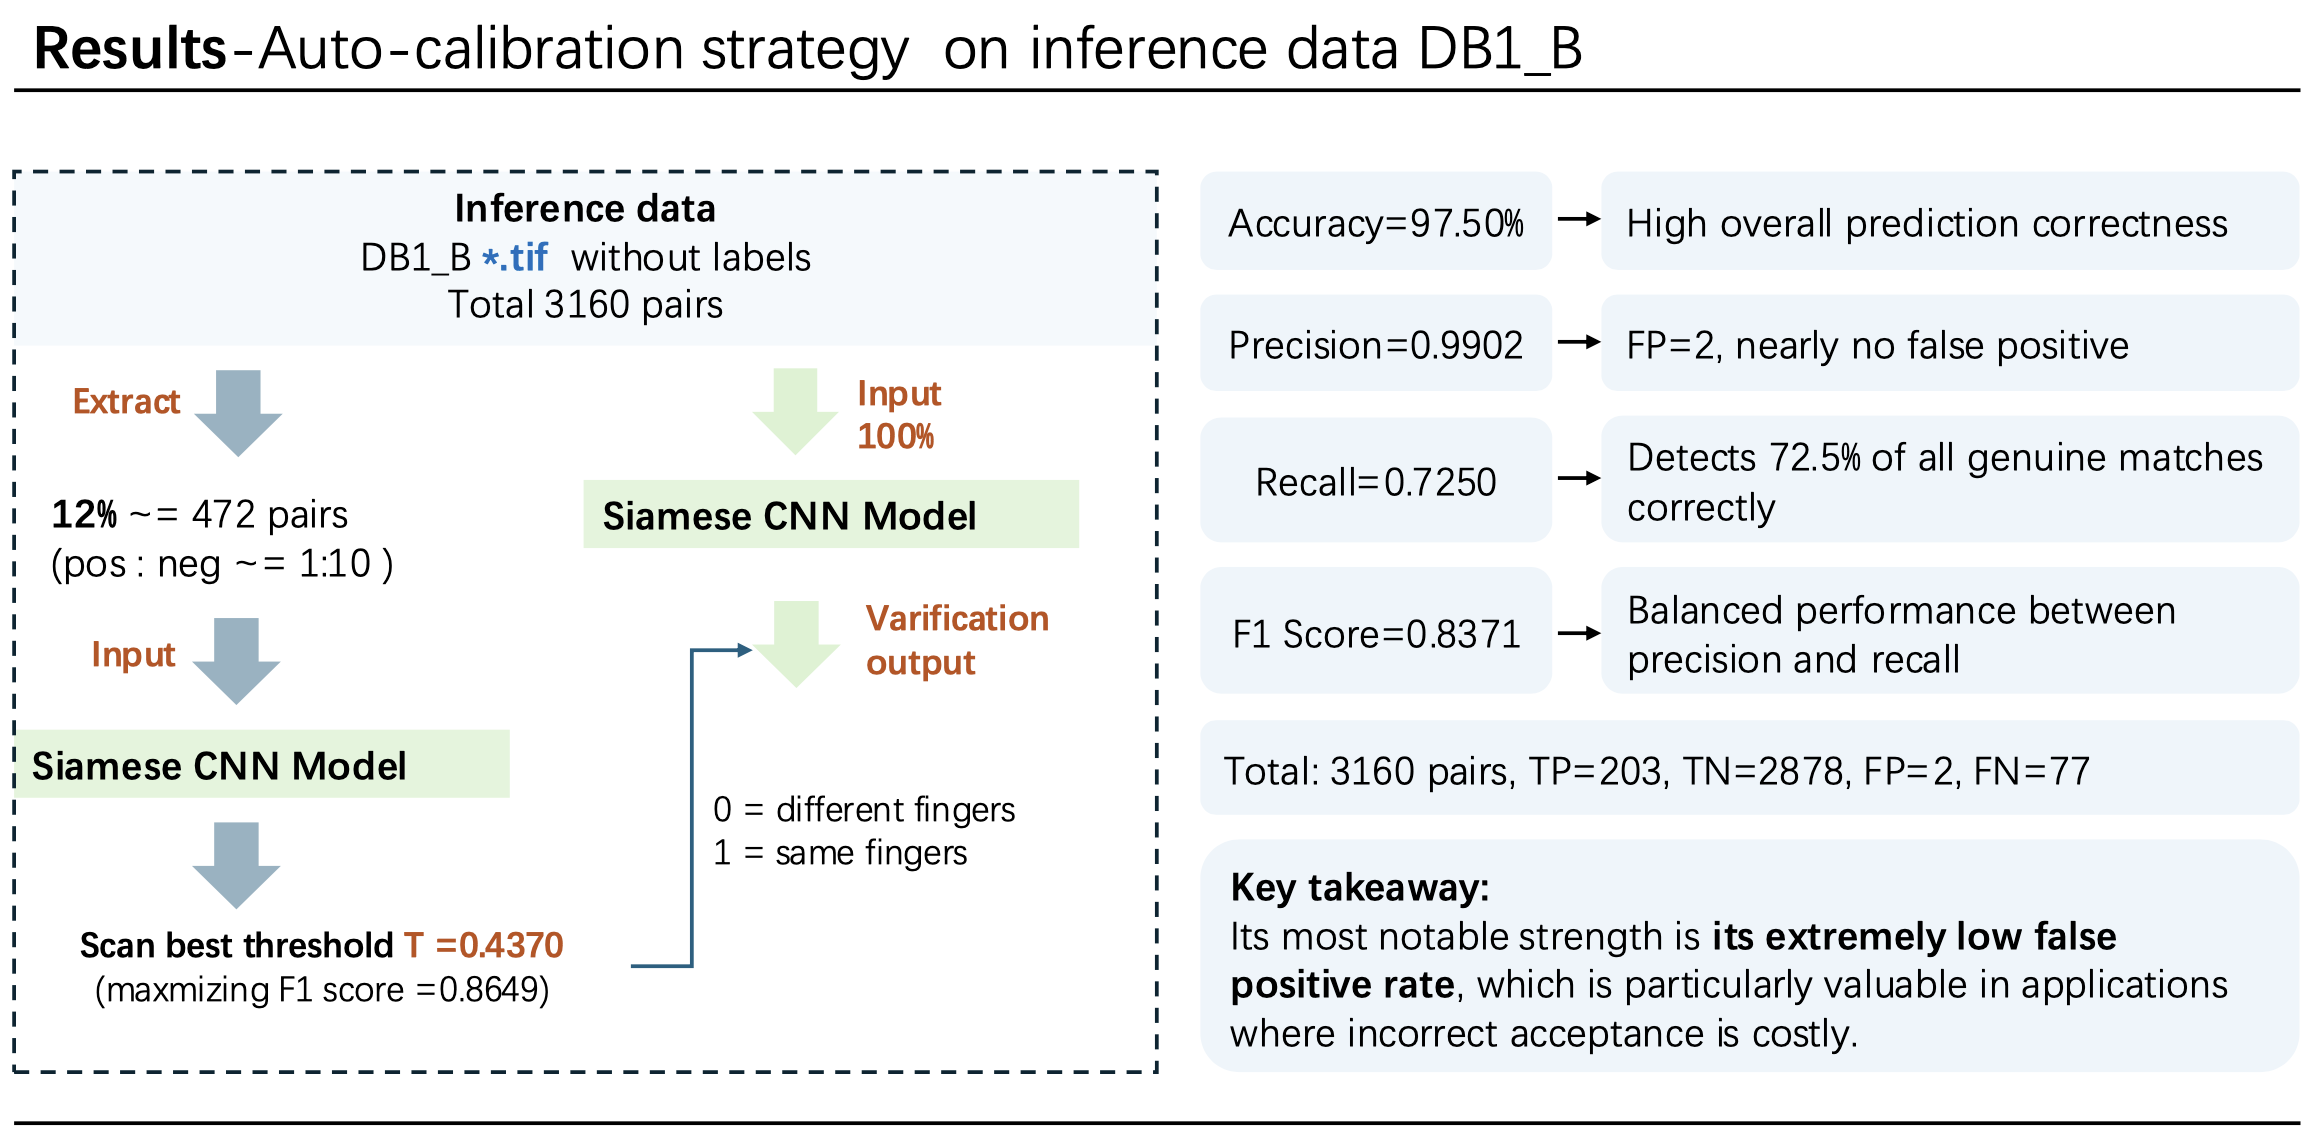 Results-Auto-calibration strategy on inference data DB1_B
Inference data
DB1_B *.tif without labels
Total 3160 pairs
Extract
12% ~= 472 pairs
(pos : neg ~= 1:10 )
Input
Siamese CNN Model
Scan best threshold T =0.4370
(maxmizing F1 score =0.8649)
Input
100%
Siamese CNN Model
Varification
output
0 = different fingers
1 = same fingers
Accuracy=97.50%
High overall prediction correctness
Precision=0.9902
FP=2, nearly no false positive
Recall=0.7250
Detects 72.5% of all genuine matches
correctly
F1 Score=0.8371
Balanced performance between
precision and recall
Total: 3160 pairs, TP=203, TN=2878, FP=2, FN=77
Key takeaway:
Its most notable strength is its extremely low false
positive rate, which is particularly valuable in applications
where incorrect acceptance is costly.